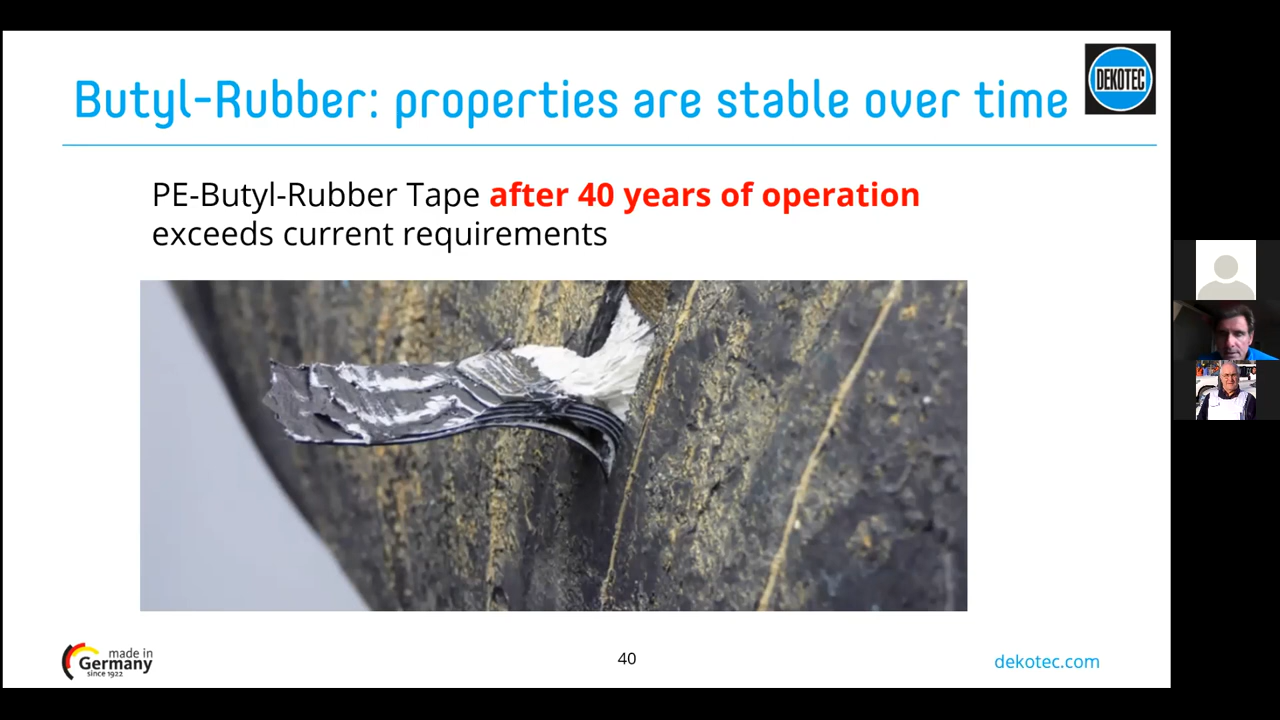 Butyl-Rubber: properties are stable over time
DEKOTEC
PE-Butyl-Rubber Tape after 40 years of operation
exceeds current requirements
made in
Germany
since 1922
40
dekotec.com